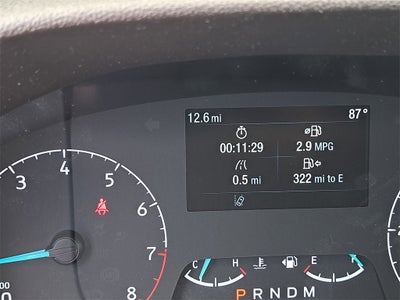 12.6 mi 87°
00:11:29 2.9 MPG
0.5 mi 322 mi to E
3 4 5 6 7 8
C H E F
P R N D M